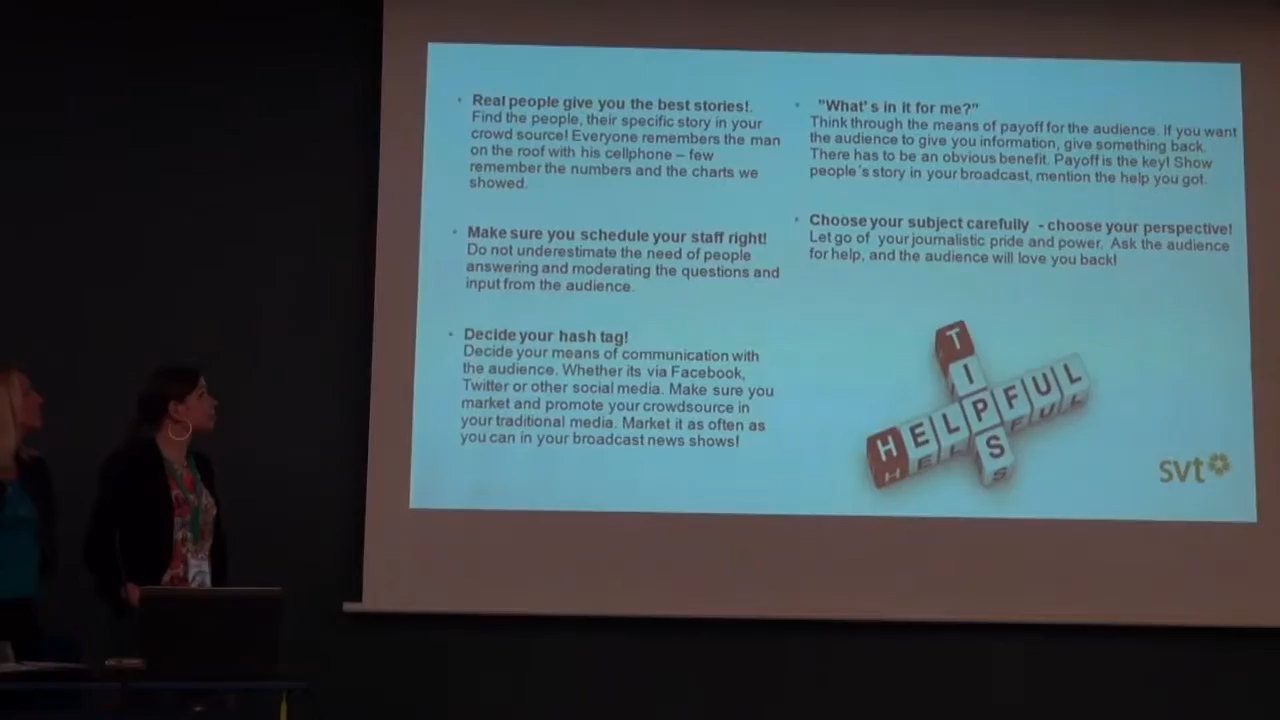 Real people give you the best stories!.
Find the people, their specific story in your
crowd source! Everyone remembers the man
on the roof with his cellphone – few
remember the numbers and the charts we
showed.
Make sure you schedule your staff right!
Do not underestimate the need of people
answering and moderating the questions and
input from the audience.
Decide your hash tag!
Decide your means of communication with
the audience. Whether its via Facebook,
Twitter or other social media. Make sure you
market and promote your crowdsource in
your traditional media. Market it as often as
you can in your broadcast news shows!
"What's in it for me?"
Think through the means of payoff for the audience. If you want
the audience to give you information, give something back.
There has to be an obvious benefit. Payoff is the key! Show
people´s story in your broadcast, mention the help you got.
Choose your subject carefully - choose your perspective!
Let go of your journalistic pride and power. Ask the audience
for help, and the audience will love you back!
TIPS
HELPFUL
svt